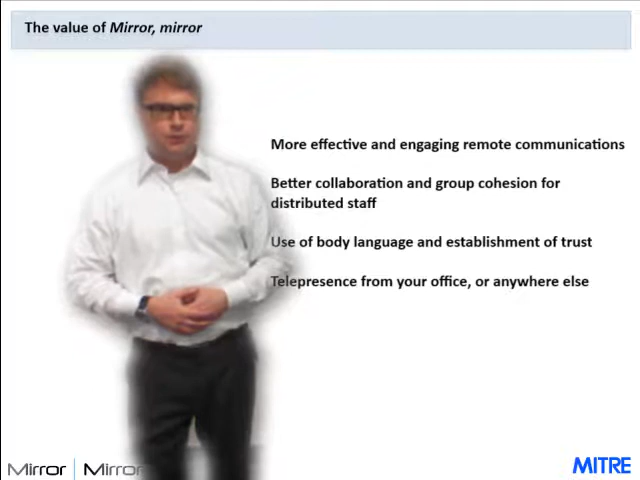 The value of Mirror, mirror
More effective and engaging remote communications
Better collaboration and group cohesion for
distributed staff
Use of body language and establishment of trust
Telepresence from your office, or anywhere else
Mirror | Mirror
MITRE